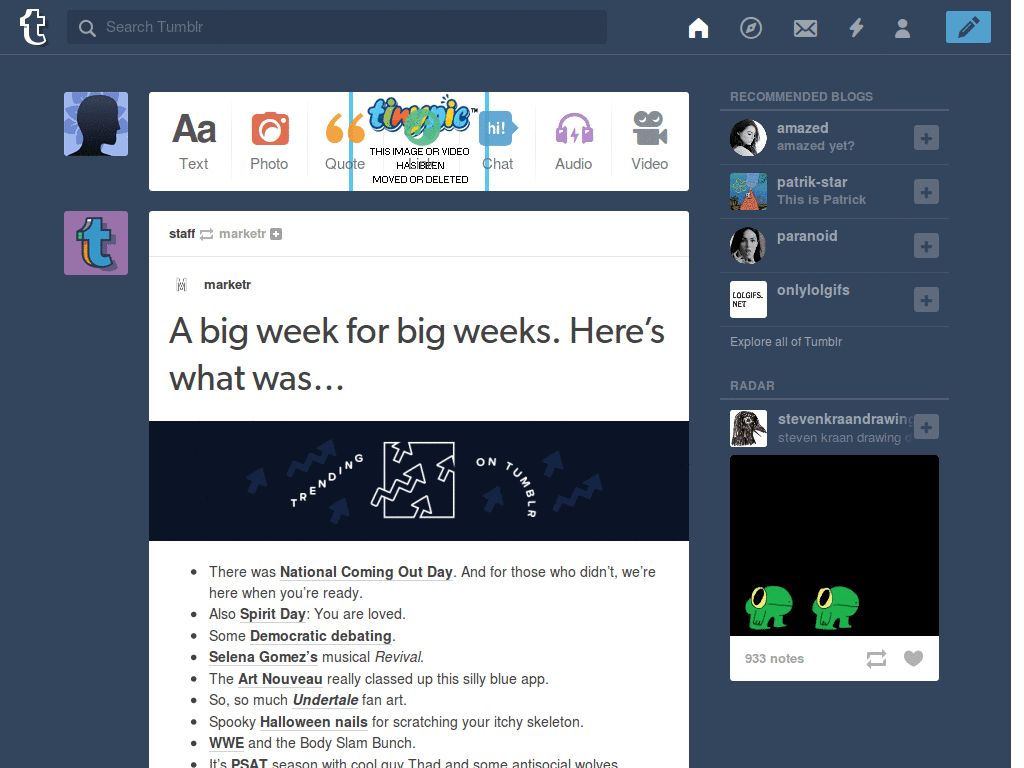 Search Tumblr
Aa
hi!
tinypic™
Text
Photo
Quote
Link
Chat
Audio
Video
THIS IMAGE OR VIDEO
HAS BEEN
MOVED OR DELETED
staff marketr
marketr
A big week for big weeks. Here’s
what was…
TRENDING ON TUMBLR
There was National Coming Out Day. And for those who didn’t, we’re
here when you’re ready.
Also Spirit Day: You are loved.
Some Democratic debating.
Selena Gomez’s musical Revival.
The Art Nouveau really classed up this silly blue app.
So, so much Undertale fan art.
Spooky Halloween nails for scratching your itchy skeleton.
WWE and the Body Slam Bunch.
It’s PSAT season with cool guy Thad and some antisocial wolves.
RECOMMENDED BLOGS
amazed
amazed yet?
patrik-star
This is Patrick
paranoid
LOLGIFS.
NET
onlylolgifs
Explore all of Tumblr
RADAR
stevenkraandrawing
steven kraan drawing
933 notes